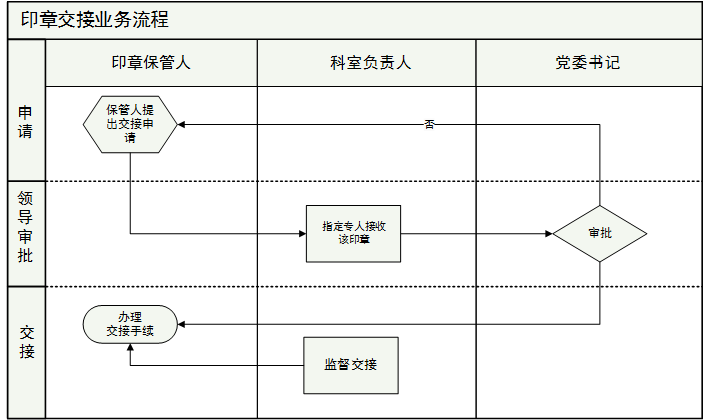 印章交接业务流程
印章保管人
科室负责人
党委书记
申请
保管人提
出交接申
请
否
领导审批
指定专人接收
该印章
审批
交接
办理
交接手续
监督交接